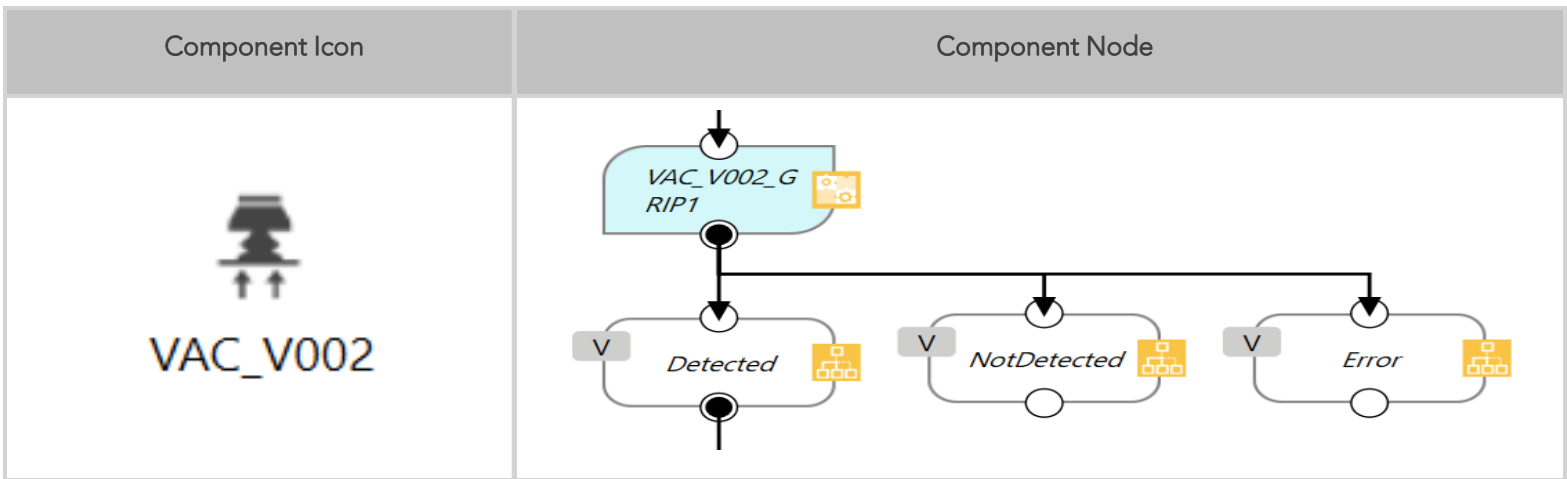 Component Icon
Component Node
VAC_V002
VAC_V002_G
RIP1
V
Detected
V
NotDetected
V
Error